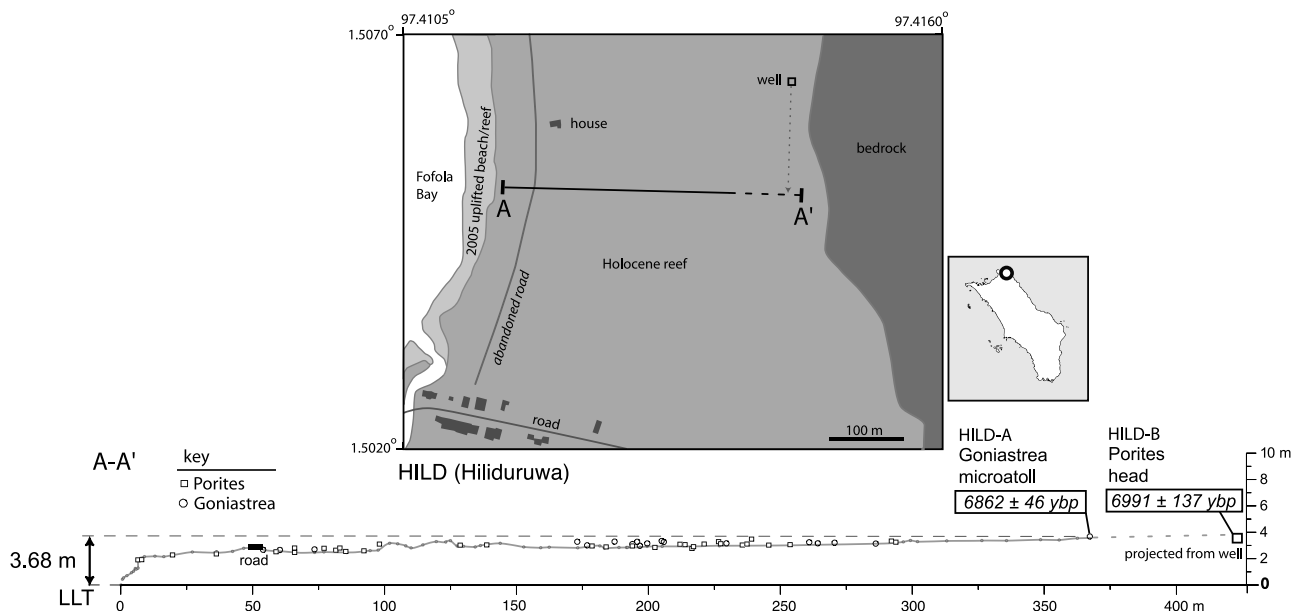 97.4105°
97.4160°
1.5070°
well
house
bedrock
Fofola
Bay
2005 uplifted beach/reef
A
A'
Holocene reef
abandoned road
road
100 m
1.5020°
HILD (Hiliduruwa)
A-A'
key
Porites
Goniastrea
HILD-A
Goniastrea
microatoll
6862 ± 46 ybp
HILD-B
Porites
head
6991 ± 137 ybp
10 m
8
6
4
2
0
3.68 m
LLT
road
projected from well
0
50
100
150
200
250
300
350
400 m